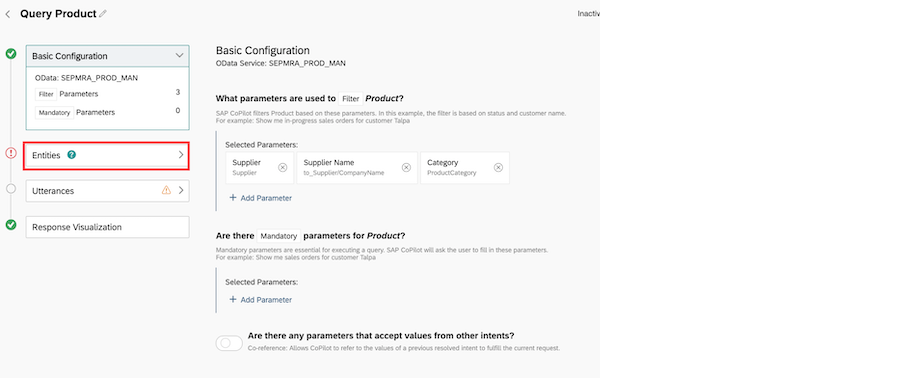 Query Product
Inactiv
Basic Configuration
OData: SEPMRA_PROD_MAN
Filter Parameters 3
Mandatory Parameters 0
Entities ?
Utterances
Response Visualization
Basic Configuration
OData Service: SEPMRA_PROD_MAN
What parameters are used to Filter Product?
SAP CoPilot filters Product based on these parameters. In this example, the filter is based on status and customer name.
For example: Show me in-progress sales orders for customer Talpa
Selected Parameters:
Supplier
Supplier
Supplier Name
to_Supplier/CompanyName
Category
ProductCategory
+ Add Parameter
Are there Mandatory parameters for Product?
Mandatory parameters are essential for executing a query. SAP CoPilot will ask the user to fill in these parameters.
For example: Show me sales orders for customer Talpa
Selected Parameters:
+ Add Parameter
Are there any parameters that accept values from other intents?
Co-reference: Allows CoPilot to refer to the values of a previous resolved intent to fulfill the current request.